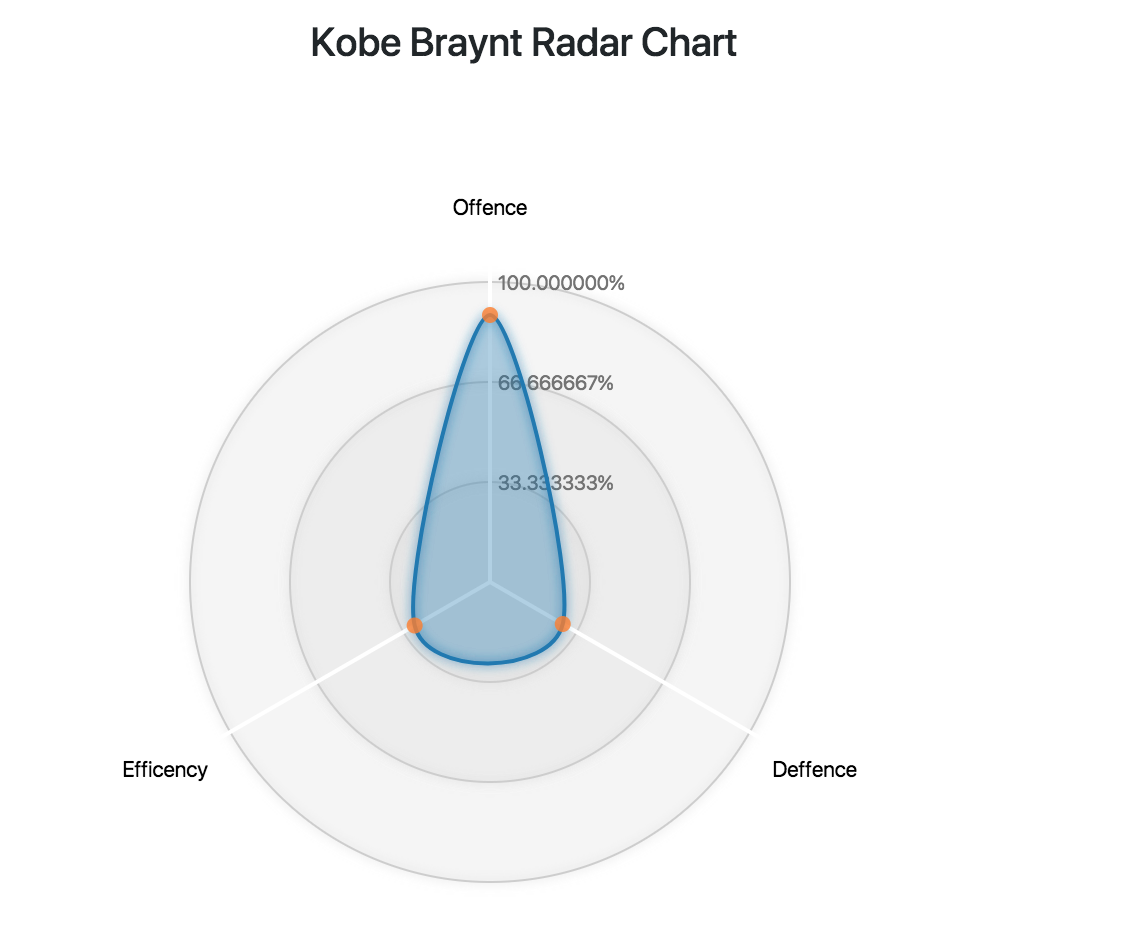 Kobe Braynt Radar Chart
Offence
100.000000%
66.666667%
33.333333%
Efficency
Deffence